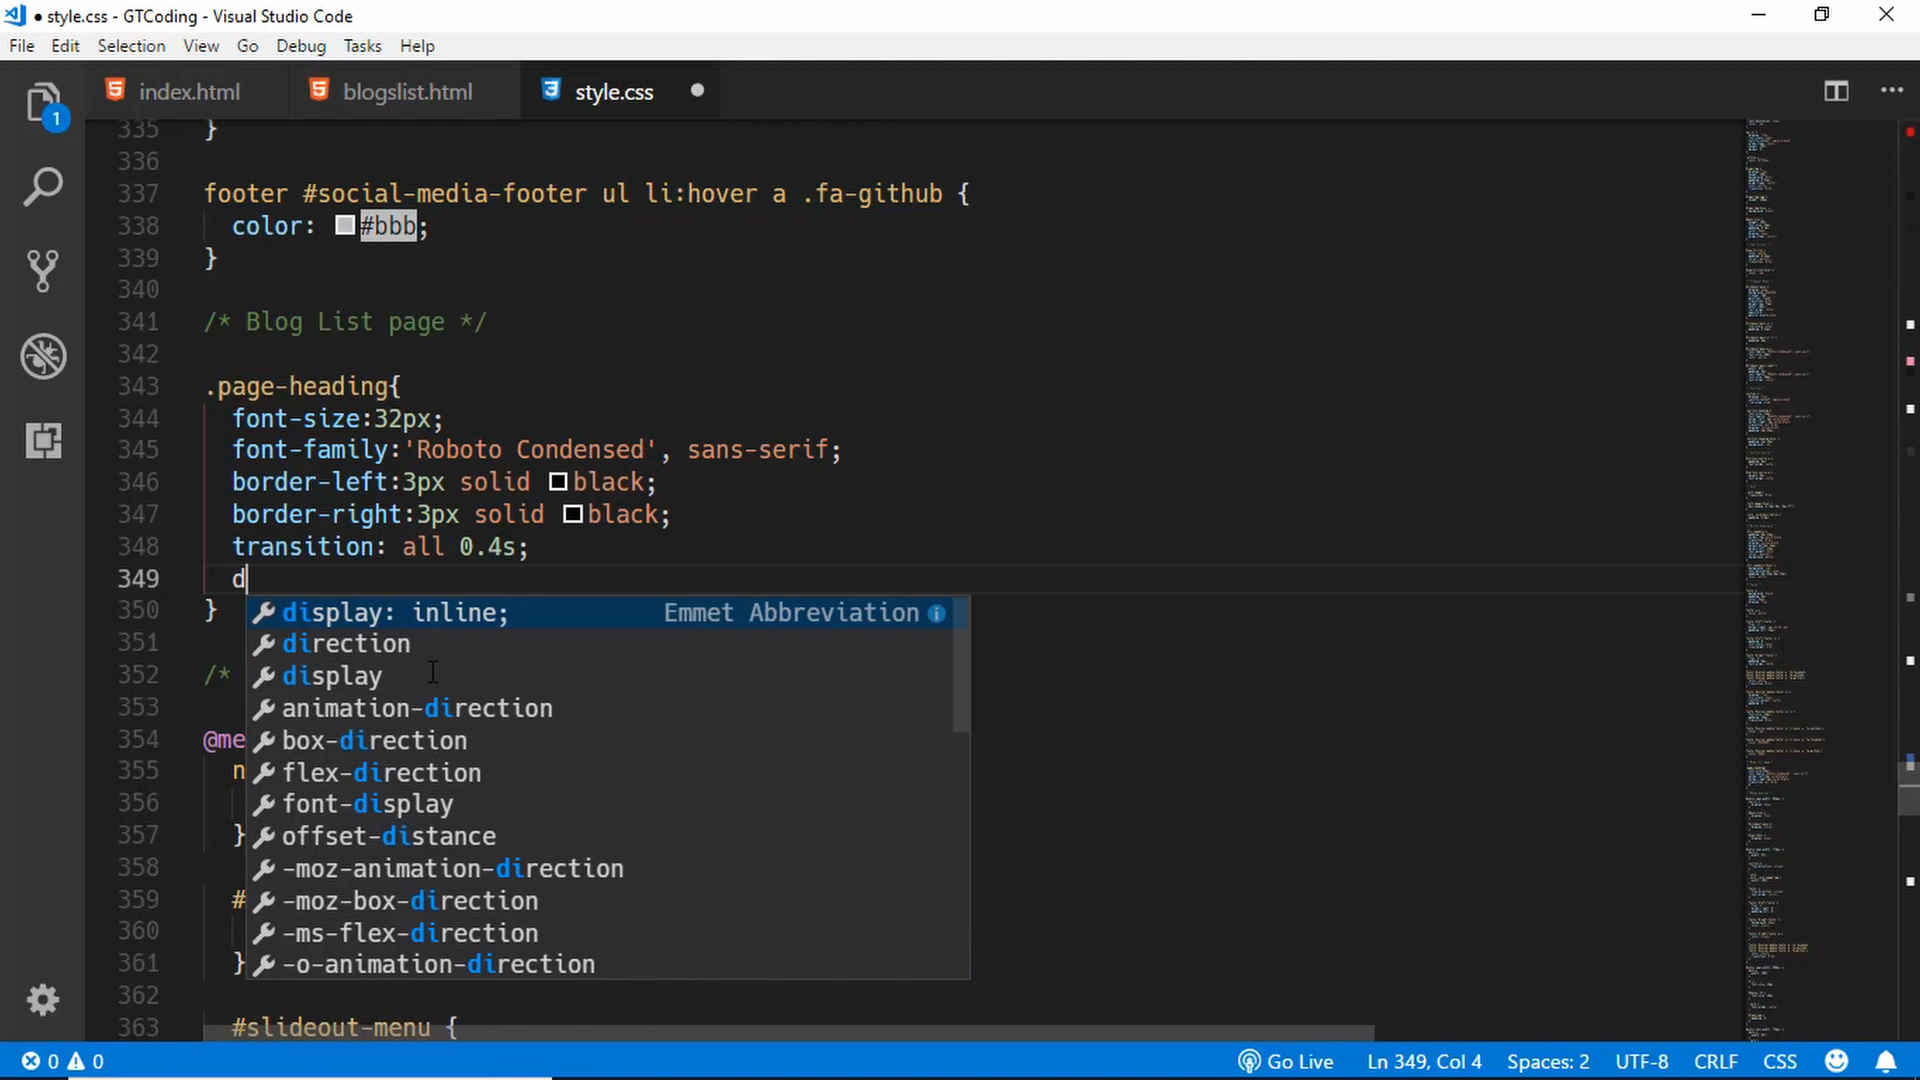 ● style.css - GTCoding - Visual Studio Code
File Edit Selection View Go Debug Tasks Help
1
index.html blogslist.html style.css
335 }
336
337 footer #social-media-footer ul li:hover a .fa-github {
338 color: #bbb;
339 }
340
341 /* Blog List page */
342
343 .page-heading{
344 font-size:32px;
345 font-family:'Roboto Condensed', sans-serif;
346 border-left:3px solid black;
347 border-right:3px solid black;
348 transition: all 0.4s;
349 d
350 }
display: inline; Emmet Abbreviation
351
direction
352 /*
display
353
animation-direction
354 @me
box-direction
355 n
flex-direction
356
font-display
357 }
offset-distance
358
-moz-animation-direction
359 #
-moz-box-direction
360
-ms-flex-direction
361 }
-o-animation-direction
362
363 #slideout-menu {
0 0 Go Live Ln 349, Col 4 Spaces: 2 UTF-8 CRLF CSS